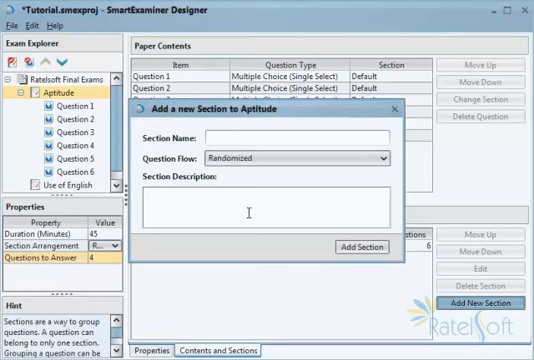 *Tutorial.smexproj - SmartExaminer Designer
File Edit Help
Exam Explorer
Ratelsoft Final Exams
Aptitude
Question 1
Question 2
Question 3
Question 4
Question 5
Question 6
Use of English
Properties
Property Value
Duration (Minutes) 45
Section Arrangement R...
Questions to Answer 4
Hint
Sections are a way to group
questions. A question can
belong to only one section.
Grouping a question can be
Paper Contents
Item Question Type Section
Question 1 Multiple Choice (Single Select) Default
Question 2 Multiple Choice (Single Select) Default
Move Up
Move Down
Change Section
Delete Question
Add a new Section to Aptitude
Section Name:
Question Flow: Randomized
Section Description:
Add Section
6
Move Up
Move Down
Edit
Delete Section
Add New Section
RatelSoft
Properties Contents and Sections